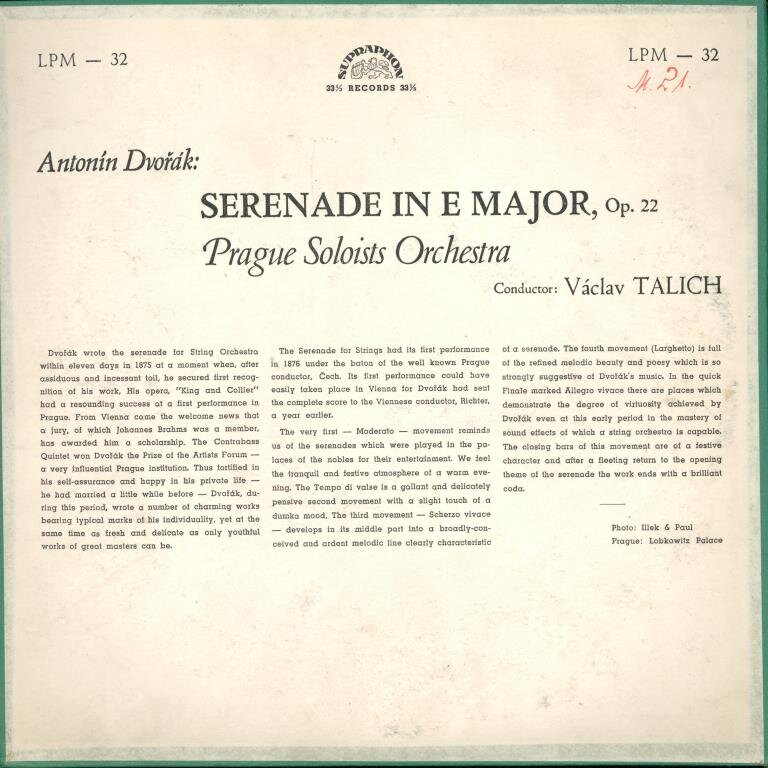 LPM — 32
SUPRAPHON
33⅓ RECORDS 33⅓
LPM — 32
Antonín Dvořák:
SERENADE IN E MAJOR, Op. 22
Prague Soloists Orchestra
Conductor: Václav TALICH
Dvořák wrote the serenade for String Orchestra
within eleven days in 1875 at a moment when, after
assiduous and incessant toil, he secured first recog-
nition of his work, His opera, "King and Collier"
had a resounding success at a first performance in
Prague. From Vienna came the welcome news that
a jury, of which Johannes Brahms was a member,
has awarded him a scholarship. The Contrabass
Quintet won Dvořák the Prize of the Artists Forum —
a very influential Prague institution. Thus fortified in
his self-assurance and happy in his private life —
he had married a little while before — Dvořák, du-
ring this period, wrote a number of charming works
bearing typical marks of his individuality, yet at the
same time as fresh and delicate as only youthful
works of great masters can be.
The Serenade for Strings had its first performance
in 1876 under the baton of the well known Prague
conductor, Čech. Its first performance could have
easily taken place in Vienna for Dvořák had sent
the complete score to the Viennese conductor, Richter,
a year earlier.
The very first — Moderato — movement reminds
us of the serenades which were played in the pa-
laces of the nobles for their entertainment. We feel
the tranquil and festive atmosphere of a warm eve-
ning. The Tempo di valse is a gallant and delicately
pensive second movement with a slight touch of a
dumka mood. The third movement — Scherzo vivace
— develops in its middle part into a broadly-con-
ceived and ardent melodic line clearly characteristic
of a serenade. The fourth movement (Larghetto) is full
of the refined melodic beauty and poesy which is so
strongly suggestive of Dvořák's music. In the quick
Finale marked Allegro vivace there are places which
demonstrate the degree of virtuosity achieved by
Dvořák even at this early period in the mastery of
sound effects of which a string orchestra is capable.
The closing bars of this movement are of a festive
character and after a fleeting return to the opening
theme of the serenade the work ends with a brilliant
coda.
Photo: Illek & Paul
Prague: Lobkowitz Palace